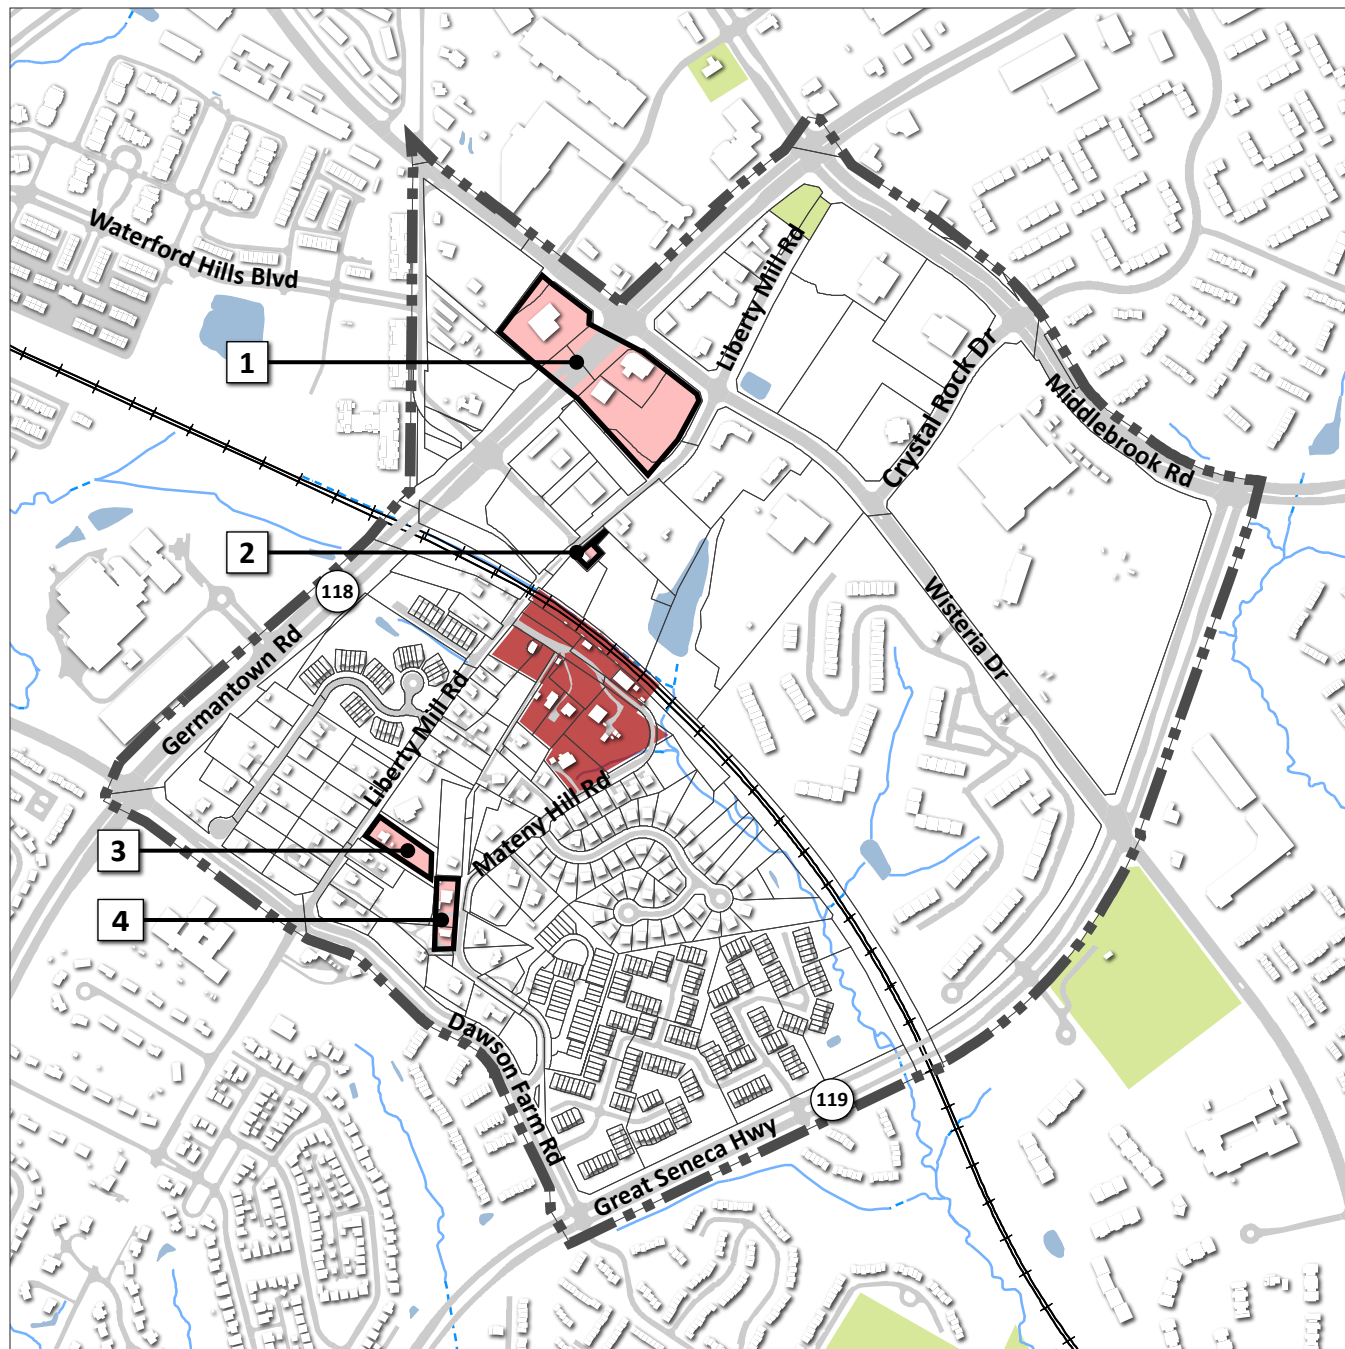 Waterford Hills Blvd
Liberty Mill Rd
1
Crystal Rock Dr
Middlebrook Rd
2
118
Wisteria Dr
Germantown Rd
Liberty Mill Rd
Mateny Hill Rd
3
4
Dawson Farm Rd
119
Great Seneca Hwy